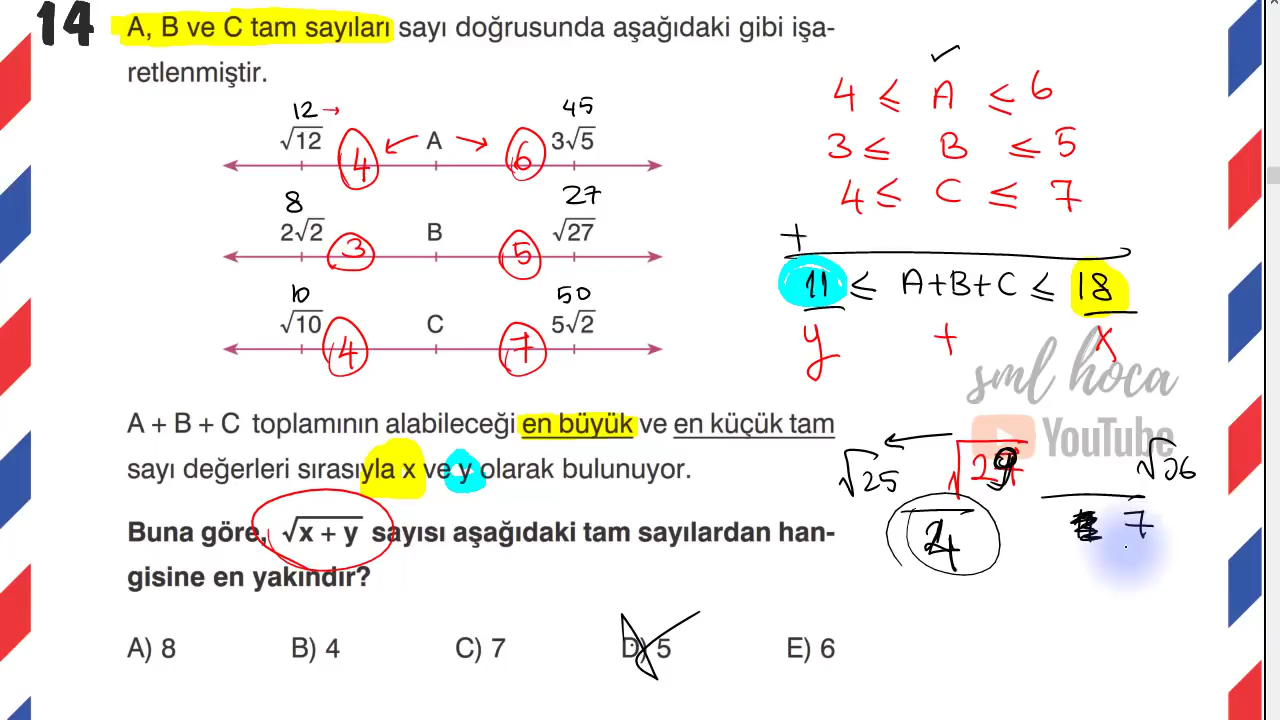 14 A, B ve C tam sayıları sayı doğrusunda aşağıdaki gibi işa-
retlenmiştir.
12 → 45
√12 4 ← A → 6 3√5
8 27
2√2 3 B 5 √27
10 50
√10 4 C 7 5√2
4 ≤ A ≤ 6
3 ≤ B ≤ 5
4 ≤ C ≤ 7
+
11 ≤ A+B+C ≤ 18
y + x
sml hoca
YouTube
A + B + C toplamının alabileceği en büyük ve en küçük tam
sayı değerleri sırasıyla x ve y olarak bulunuyor.
√25 ← √29 √36
4 7
Buna göre, √x + y sayısı aşağıdaki tam sayılardan han-
gisine en yakındır?
A) 8 B) 4 C) 7 D) 5 E) 6